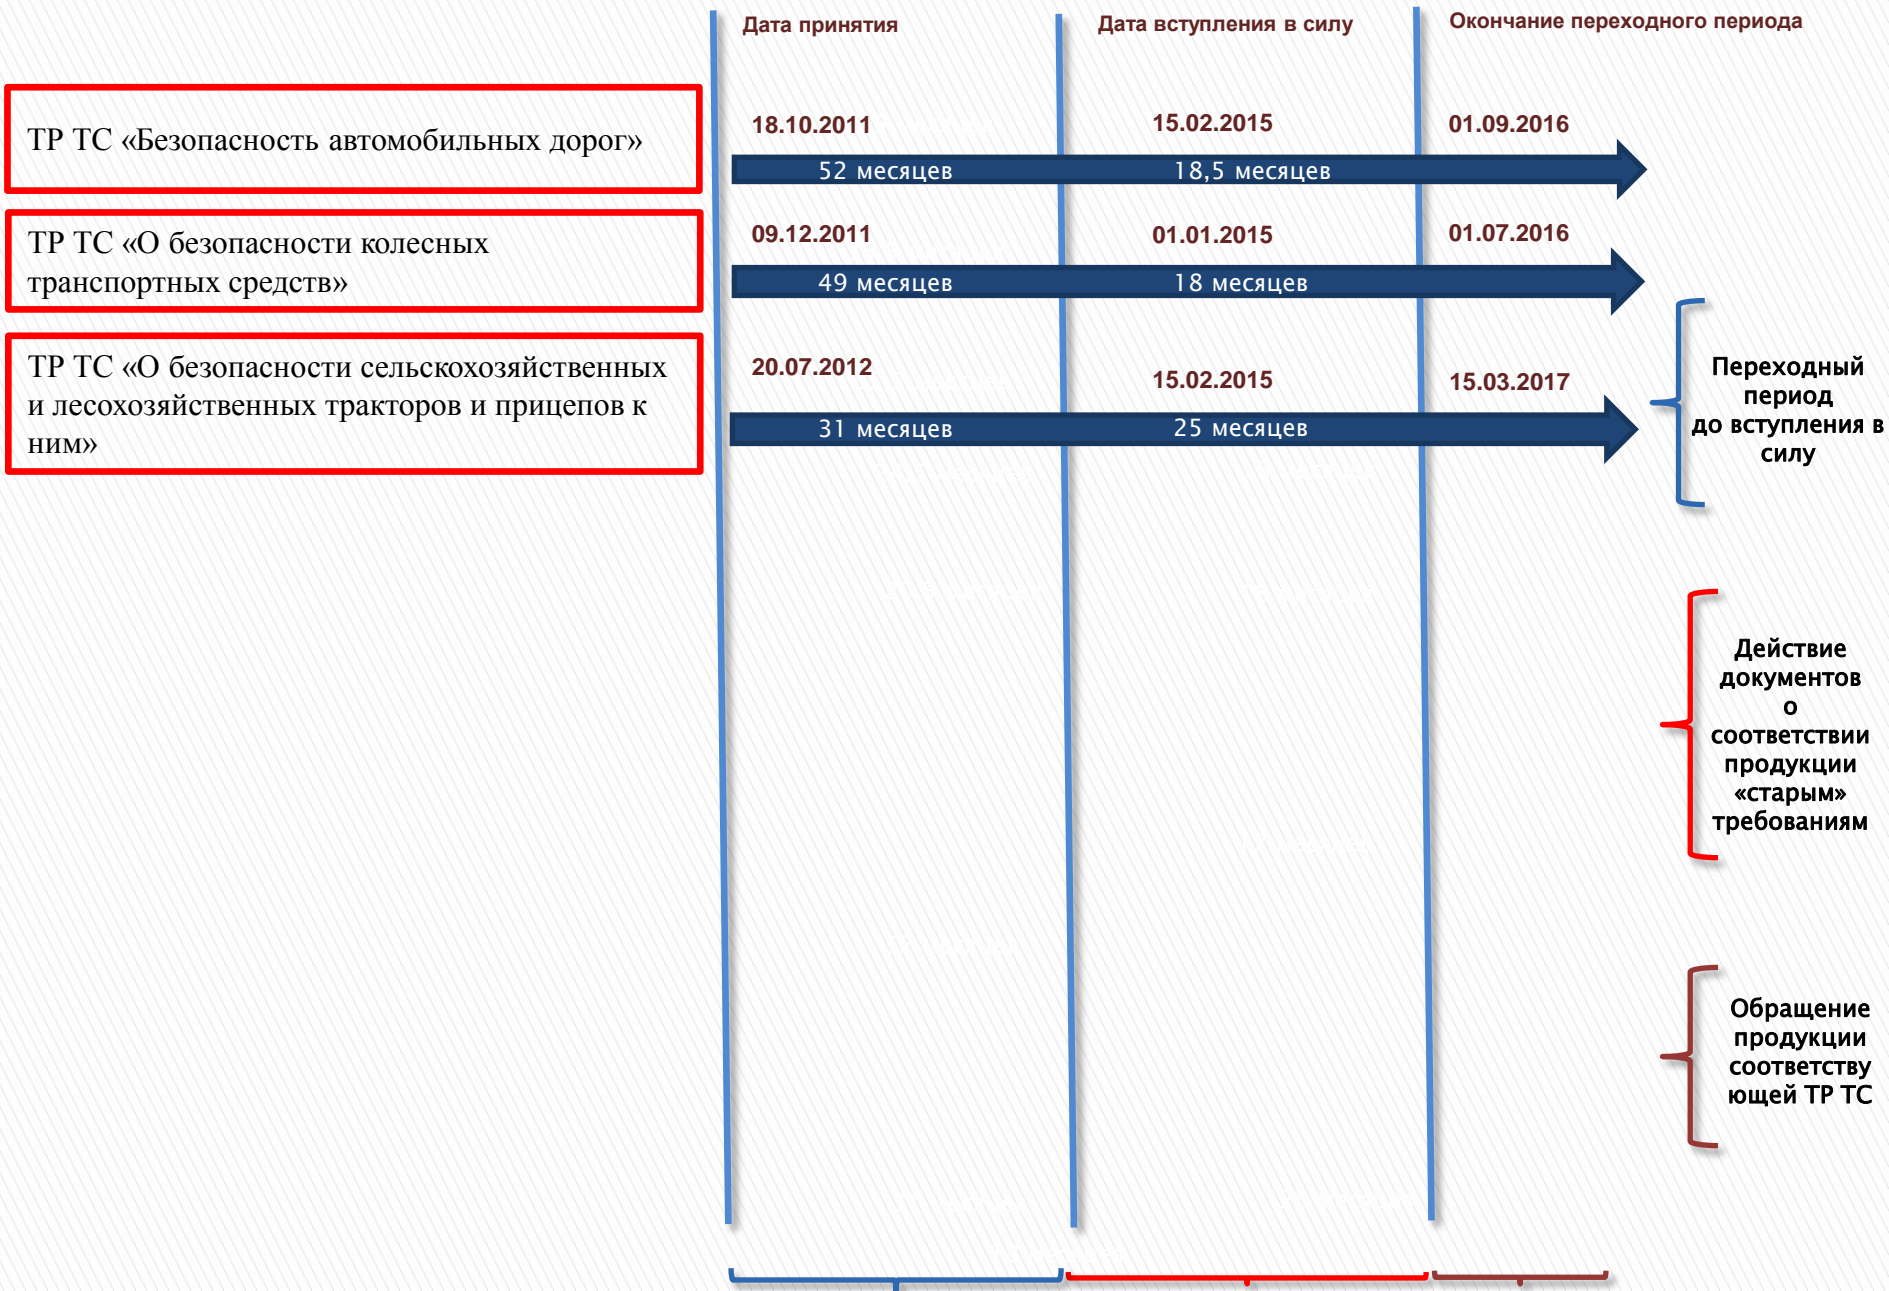 Дата принятия
Дата вступления в силу
Окончание переходного периода
ТР ТС «Безопасность автомобильных дорог»
18.10.2011
15.02.2015
01.09.2016
52 месяцев
18,5 месяцев
ТР ТС «О безопасности колесных
транспортных средств»
09.12.2011
01.01.2015
01.07.2016
49 месяцев
18 месяцев
ТР ТС «О безопасности сельскохозяйственных
и лесохозяйственных тракторов и прицепов к
ним»
20.07.2012
15.02.2015
15.03.2017
31 месяцев
25 месяцев
Переходный
период
до вступления в
силу
Действие
документов
о
соответствии
продукции
«старым»
требованиям
Обращение
продукции
соответству
ющей ТР ТС